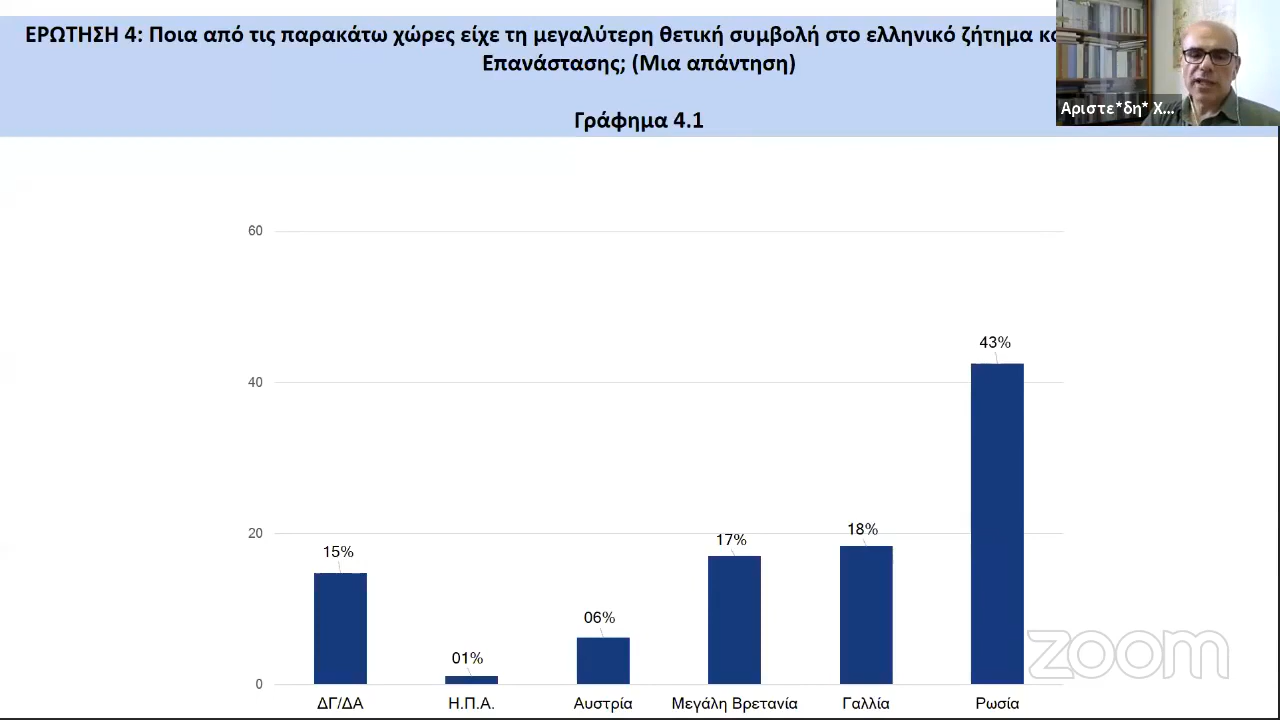 ΕΡΩΤΗΣΗ 4: Ποια από τις παρακάτω χώρες είχε τη μεγαλύτερη θετική συμβολή στο ελληνικό ζήτημα
Επανάστασης; (Μια απάντηση)
Γράφημα 4.1
Αριστε*δη* Χ...
60
40
20
0
15%
01%
06%
17%
18%
43%
ΔΓ/ΔΑ
Η.Π.Α.
Αυστρία
Μεγάλη Βρετανία
Γαλλία
Ρωσία
zoom